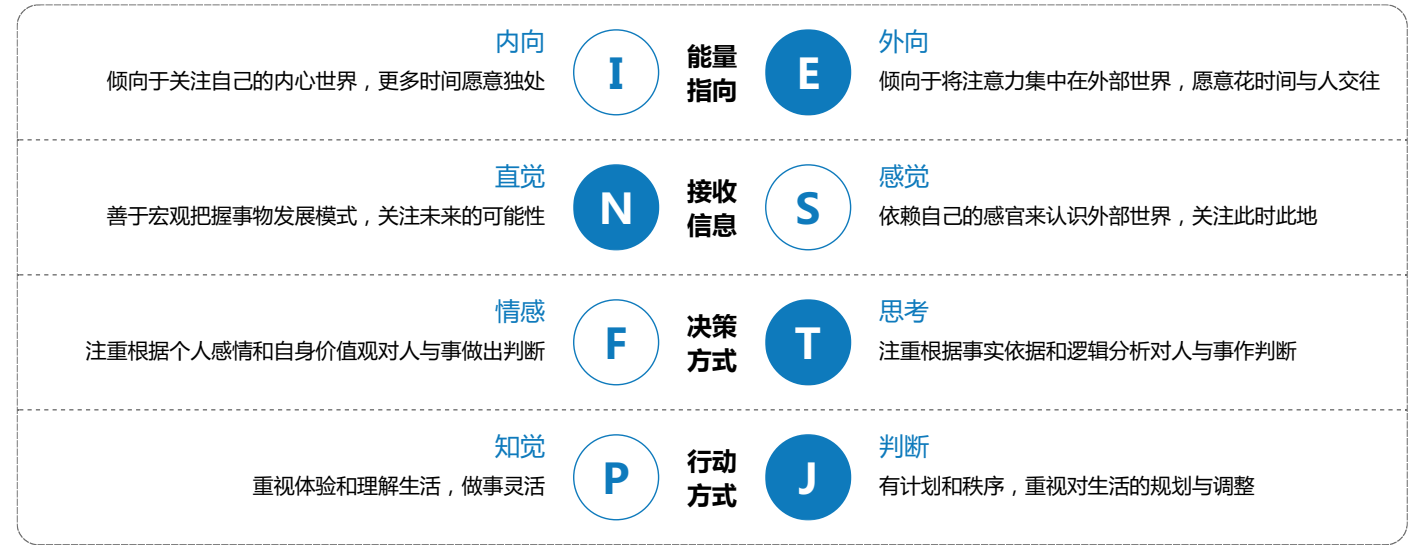 内向
倾向于关注自己的内心世界，更多时间愿意独处
I
能量
指向
E
外向
倾向于将注意力集中在外部世界，愿意花时间与人交往
直觉
善于宏观把握事物发展模式，关注未来的可能性
N
接收
信息
S
感觉
依赖自己的感官来认识外部世界，关注此时此地
情感
注重根据个人感情和自身价值观对人与事做出判断
F
决策
方式
T
思考
注重根据事实依据和逻辑分析对人与事作判断
知觉
重视体验和理解生活，做事灵活
P
行动
方式
J
判断
有计划和秩序，重视对生活的规划与调整